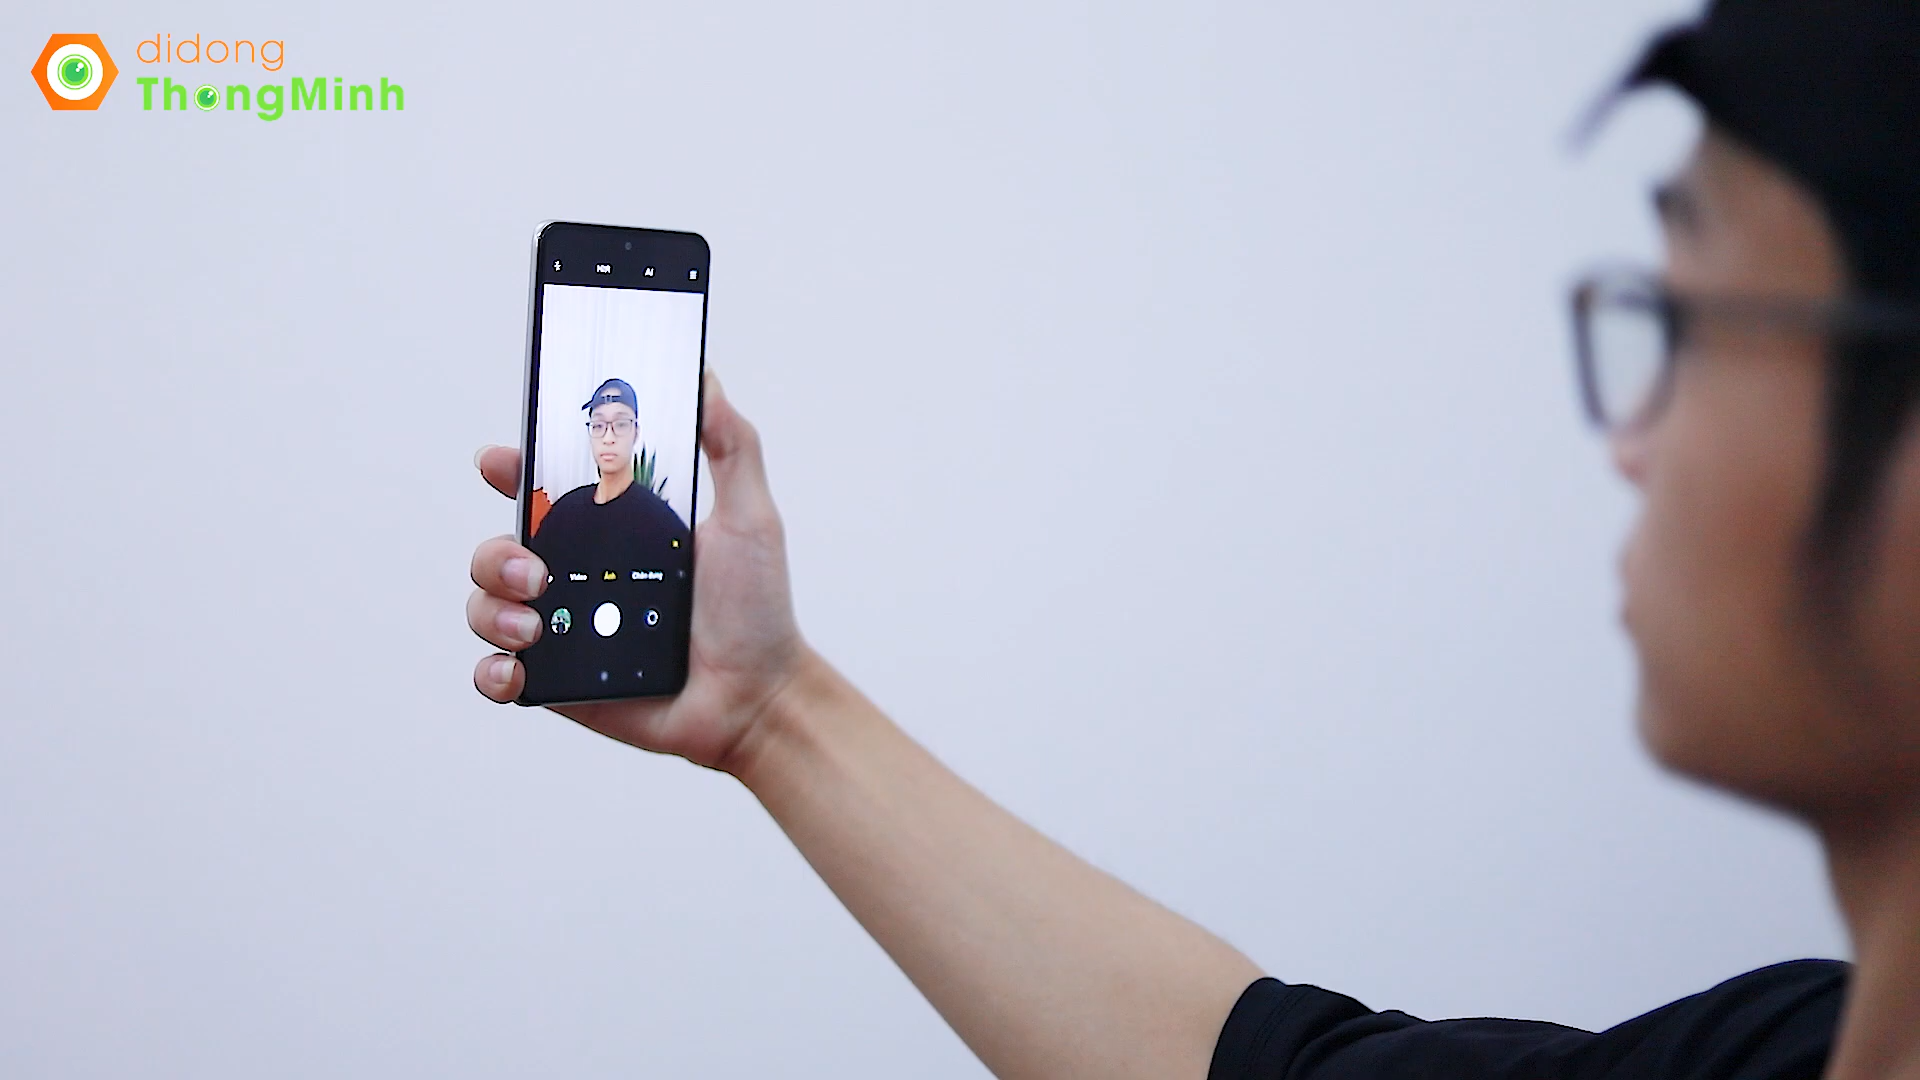 didong
ThongMinh
HDR
AI
Video
Ảnh
Chân dung